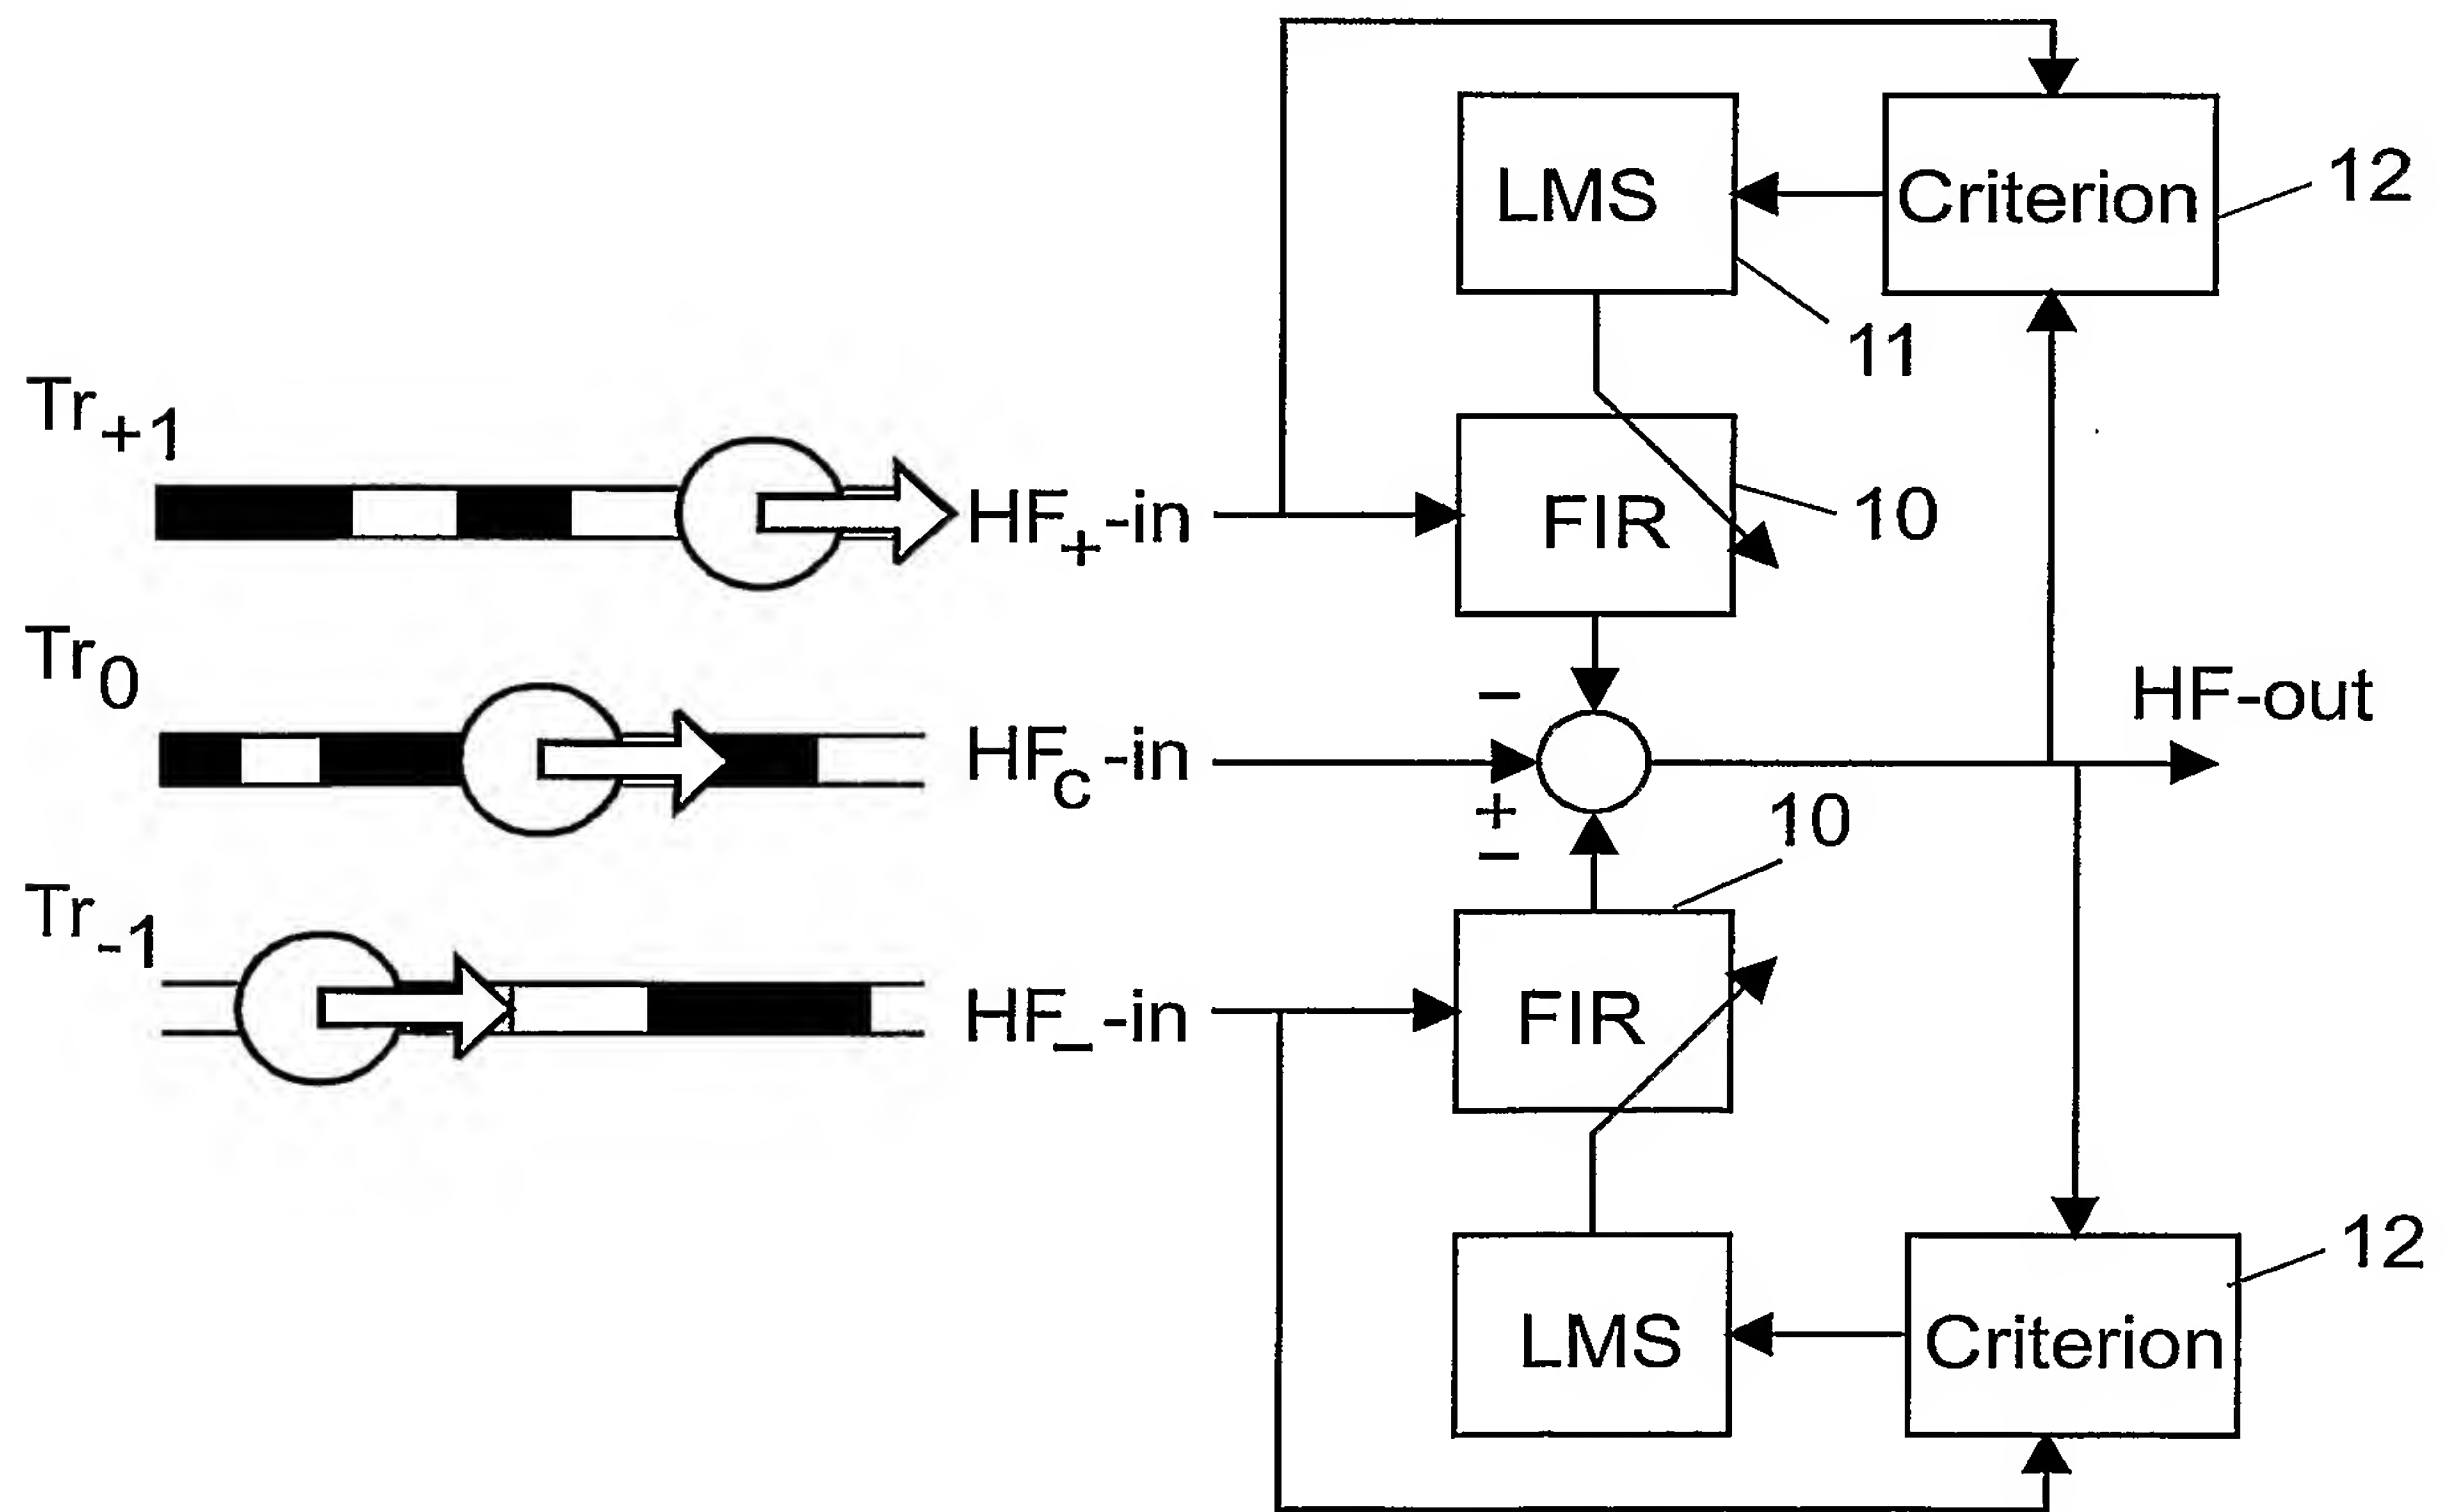 LMS
Criterion
12
11
Tr+1
HF+-in
FIR
10
Tr0
HFC-in
−
+
−
HF-out
10
Tr-1
HF−-in
FIR
LMS
Criterion
12